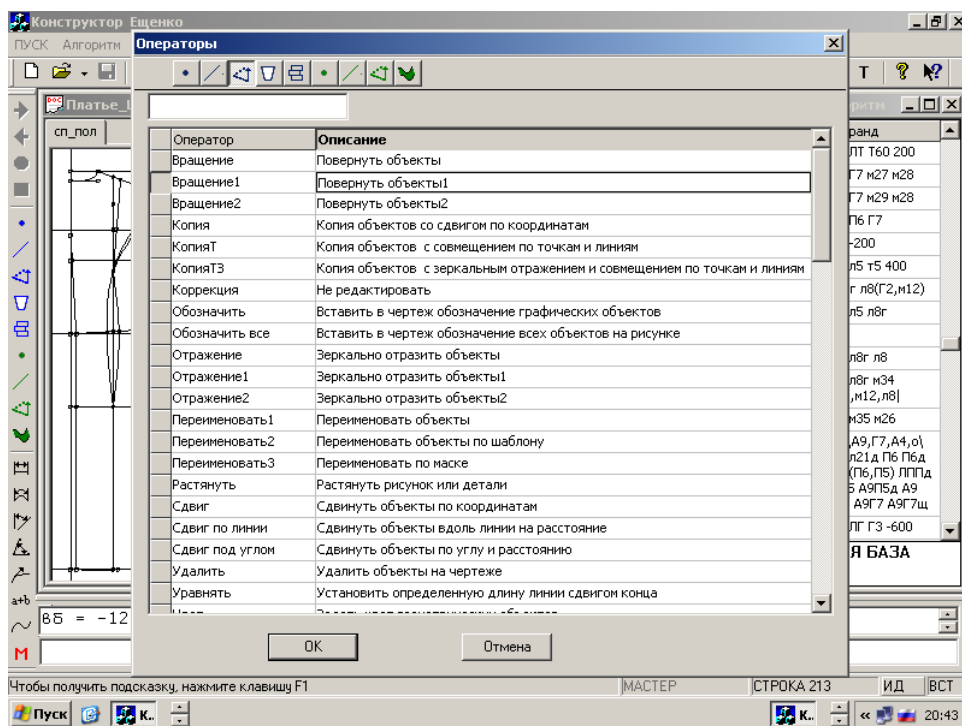 Конструктор Ещенко
ПУСК Алгоритм
Операторы
T
Платье_
ритм
сп_пол
Оператор Описание
Вращение Повернуть объекты
Вращение1 Повернуть объекты1
Вращение2 Повернуть объекты2
Копия Копия объектов со сдвигом по координатам
КопияТ Копия объектов с совмещением по точкам и линиям
КопияТЗ Копия объектов с зеркальным отражением и совмещением по точкам и линиям
Коррекция Не редактировать
Обозначить Вставить в чертеж обозначение графических объектов
Обозначить все Вставить в чертеж обозначение всех объектов на рисунке
Отражение Зеркально отразить объекты
Отражение1 Зеркально отразить объекты1
Отражение2 Зеркально отразить объекты2
Переименовать1 Переименовать объекты
Переименовать2 Переименовать объекты по шаблону
Переименовать3 Переименовать по маске
Растянуть Растянуть рисунок или детали
Сдвиг Сдвинуть объекты по координатам
Сдвиг по линии Сдвинуть объекты вдоль линии на расстояние
Сдвиг под углом Сдвинуть объекты по углу и расстоянию
Удалить Удалить объекты на чертеже
Уравнять Установить определенную длину линии сдвигом конца
ранд
ЛТ Т60 200
Г7 м27 м28
Г7 м29 м28
П6 Г7
-200
л5 т5 400
г л8(Г2,м12)
л5 л8г
л8г л8
л8г м34
,м12,л8|
м35 м26
,А9,Г7,А4,о\
л21д П6 П6д
(П6,П5) ЛППд
5 А9П5д А9
А9Г7 А9Г7щ
ЛГ Г3 -600
Я БАЗА
a+b
вб = -12
M
OK Отмена
Чтобы получить подсказку, нажмите клавишу F1
МАСТЕР СТРОКА 213 ИД ВСТ
Пуск К.. К.. « 20:43